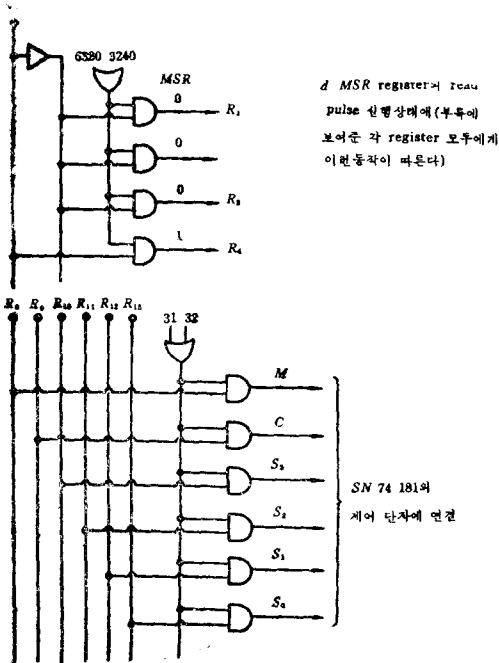 6320 3240
MSR
0
R₁
0
0
R₃
1
R₄
d MSR register의 read
pulse 실행상태에(부록에
보여준 각 register 모두에게
이런동작이 따른다)
R₈ R₉ R₁₀ R₁₁ R₁₂ R₁₃
31 32
M
C
S₃
S₂
S₁
S₀
SN 74 181의
제어 단자에 연결